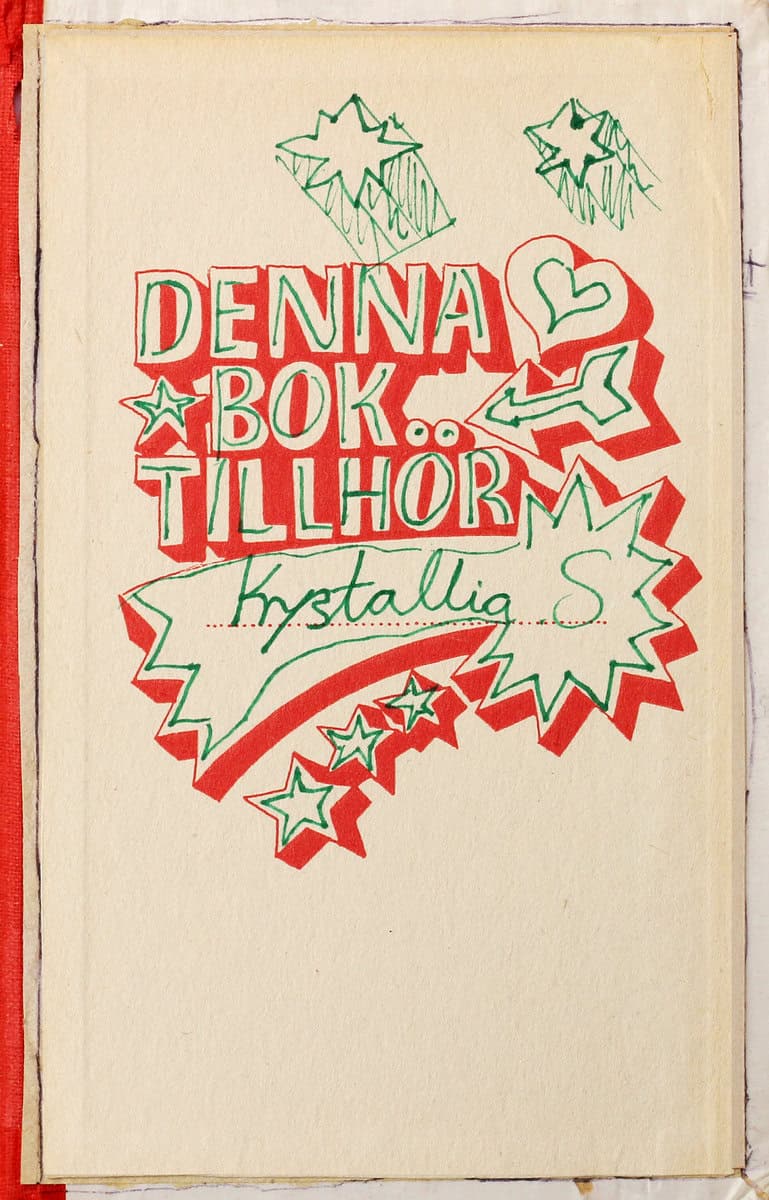 DENNA
BOK
TILLHÖR
Krystallia S